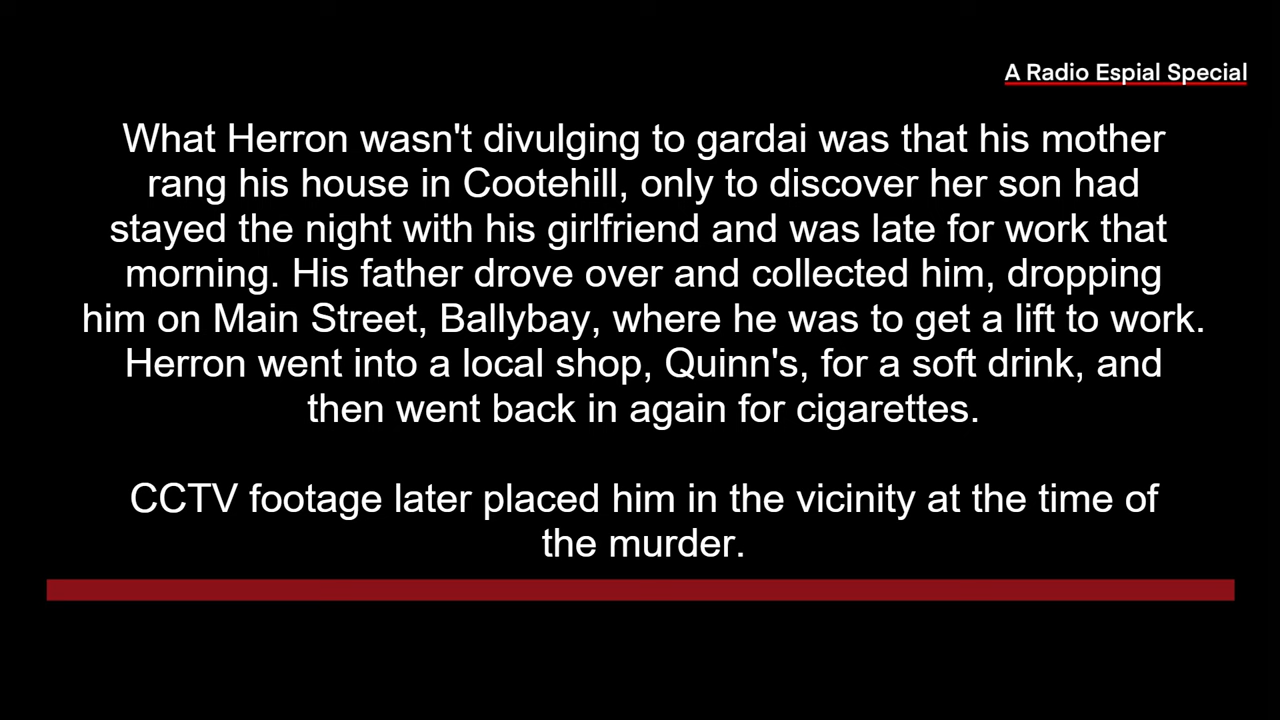 A Radio Espial Special
What Herron wasn't divulging to gardai was that his mother
rang his house in Cootehill, only to discover her son had
stayed the night with his girlfriend and was late for work that
morning. His father drove over and collected him, dropping
him on Main Street, Ballybay, where he was to get a lift to work.
Herron went into a local shop, Quinn's, for a soft drink, and
then went back in again for cigarettes.
CCTV footage later placed him in the vicinity at the time of
the murder.